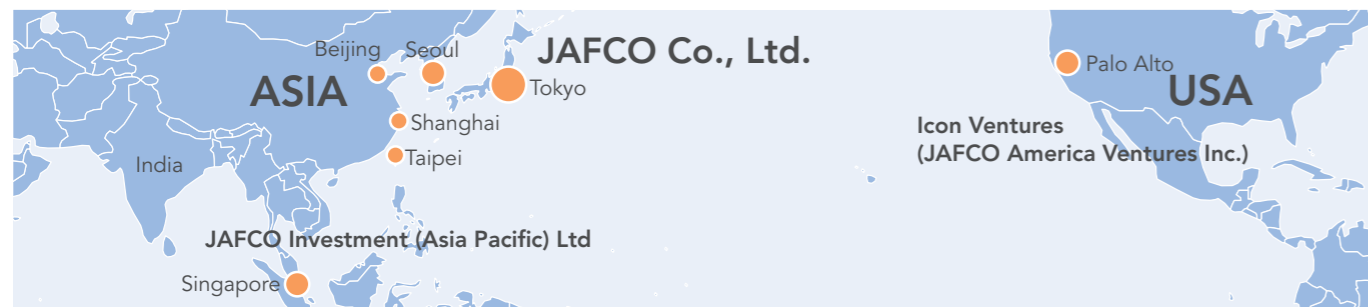 Beijing
Seoul
JAFCO Co., Ltd.
ASIA
Tokyo
Shanghai
Taipei
India
JAFCO Investment (Asia Pacific) Ltd
Singapore
Palo Alto
USA
Icon Ventures
(JAFCO America Ventures Inc.)